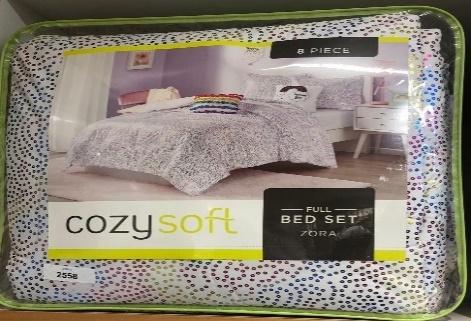 8 PIECE
cozysoft
FULL
BED SET
ZORA
2558